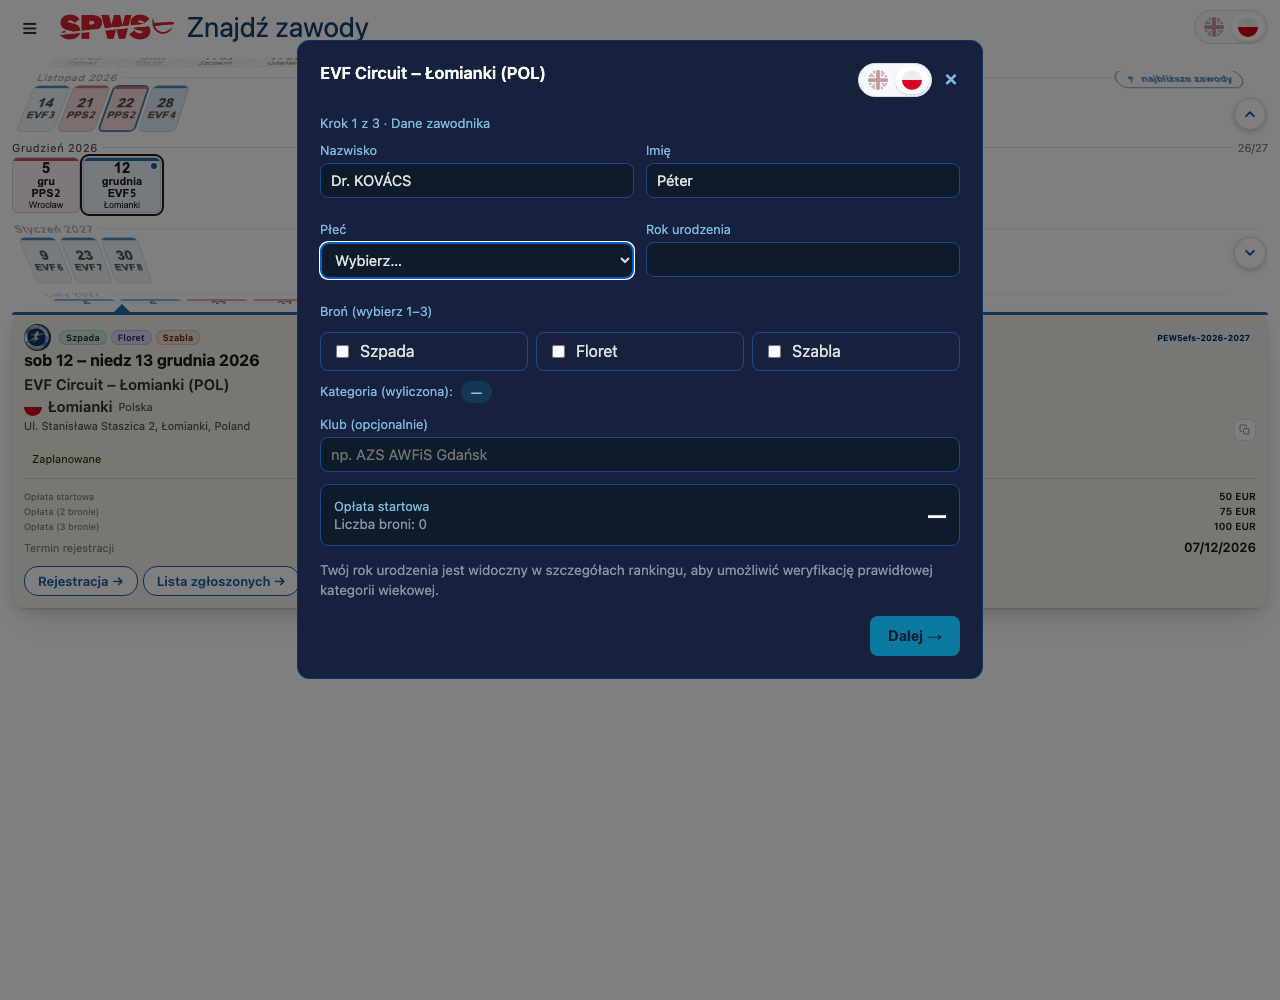 SPWS Znajdź zawody
Listopad 2026
najbliższe zawody
14 EVF3
21 PPS2
22 PPS2
28 EVF4
Grudzień 2026
26/27
5 gru PPS2 Wrocław
12 grudnia EVF5 Łomianki
Styczeń 2027
9 EVF6
23 EVF7
30 EVF8
Szpada Floret Szabla
PEW5efs-2026-2027
sob 12 – niedz 13 grudnia 2026
EVF Circuit – Łomianki (POL)
Łomianki Polska
Ul. Stanisława Staszica 2, Łomianki, Poland
Zaplanowane
Opłata startowa 50 EUR
Opłata (2 bronie) 75 EUR
Opłata (3 bronie) 100 EUR
Termin rejestracji 07/12/2026
Rejestracja → Lista zgłoszonych →
EVF Circuit – Łomianki (POL)
×
Krok 1 z 3 · Dane zawodnika
Nazwisko Imię
Dr. KOVÁCS Péter
Płeć Rok urodzenia
Wybierz...
Broń (wybierz 1–3)
Szpada Floret Szabla
Kategoria (wyliczona): —
Klub (opcjonalnie)
np. AZS AWFiS Gdańsk
Opłata startowa
Liczba broni: 0
—
Twój rok urodzenia jest widoczny w szczegółach rankingu, aby umożliwić weryfikację prawidłowej
kategorii wiekowej.
Dalej →